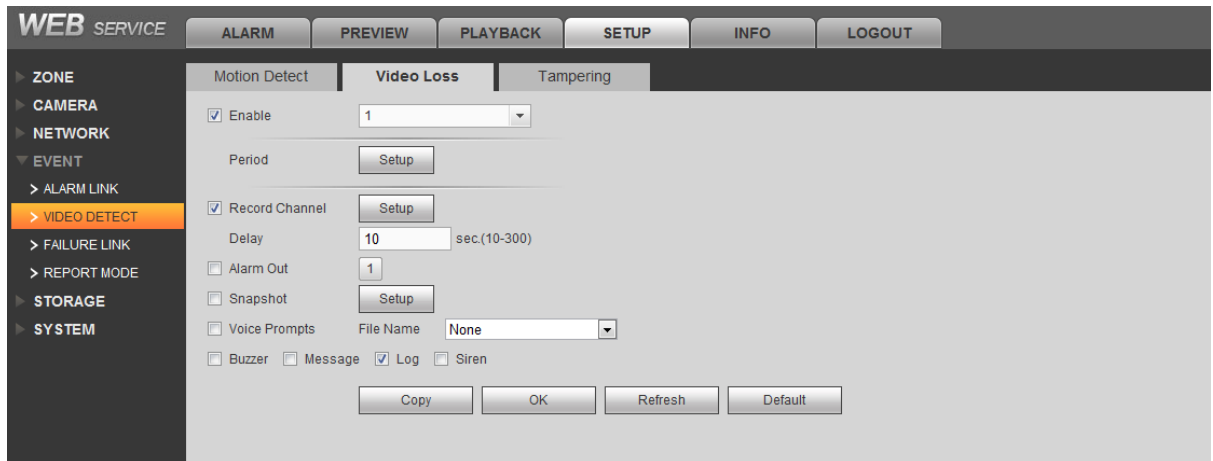 WEB SERVICE
ALARM PREVIEW PLAYBACK SETUP INFO LOGOUT
ZONE
CAMERA
NETWORK
EVENT
> ALARM LINK
> VIDEO DETECT
> FAILURE LINK
> REPORT MODE
STORAGE
SYSTEM
Motion Detect Video Loss Tampering
Enable 1
Period Setup
Record Channel Setup
Delay 10 sec.(10-300)
Alarm Out 1
Snapshot Setup
Voice Prompts File Name None
Buzzer Message Log Siren
Copy OK Refresh Default